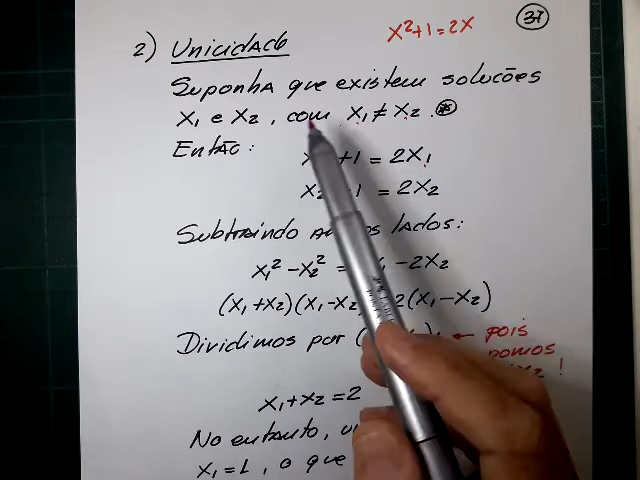 37
x²+1=2x
2) Unicidade
Suponha que existem soluções
x₁ e x₂, com x₁ ≠ x₂. *
Então:
+1 = 2x₁
x₂ 1 = 2x₂
Subtraindo os lados:
x₁² - x₂² = - 2x₂
(x₁+x₂)(x₁-x₂) 2(x₁-x₂)
Dividimos por ( ← pois
pomos
!
x₁+x₂ = 2
No entanto,
x₁=1, o que